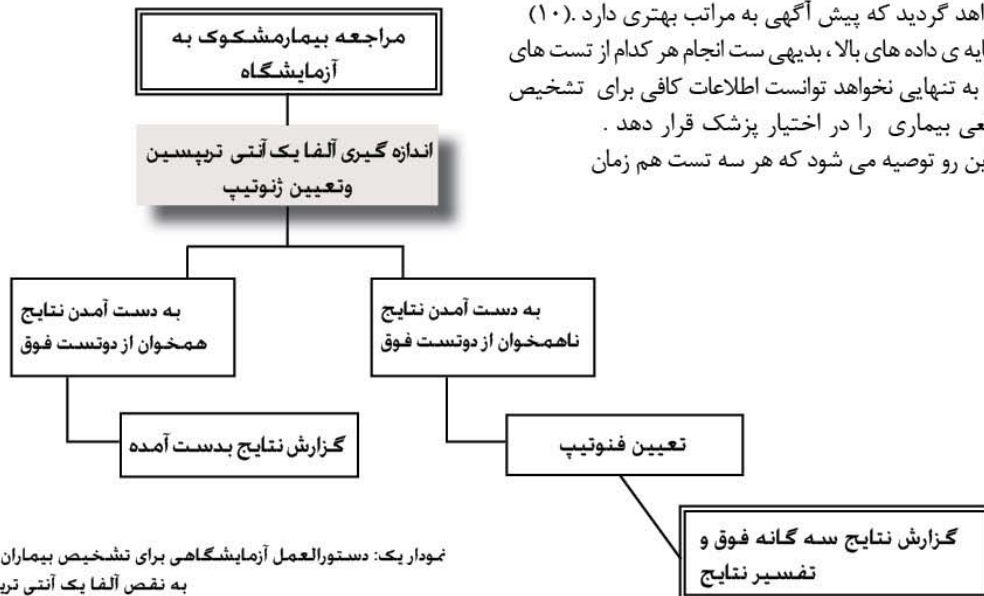 اهد گردید که پیش آگهی به مراتب بهتری دارد .(۱۰)
ایه ی داده های بالا، بدیهی ست انجام هر کدام از تست های
به تنهایی نخواهد توانست اطلاعات کافی برای تشخیص
عی بیماری را در اختیار پزشک قرار دهد .
ین رو توصیه می شود که هر سه تست هم زمان
مراجعه بیمارمشکوک به
آزمایشگاه
اندازه گیری آلفا یک آنتی تریپسین
وتعیین ژنوتیپ
به دست آمدن نتایج
ناهمخوان از دوتست فوق
به دست آمدن نتایج
همخوان از دوتست فوق
گزارش نتایج بدست آمده
تعیین فنوتیپ
گزارش نتایج سه گانه فوق و
تفسیر نتایج
نمودار یک: دستورالعمل آزمایشگاهی برای تشخیص بیماران
به نقص آلفا یک آنتی